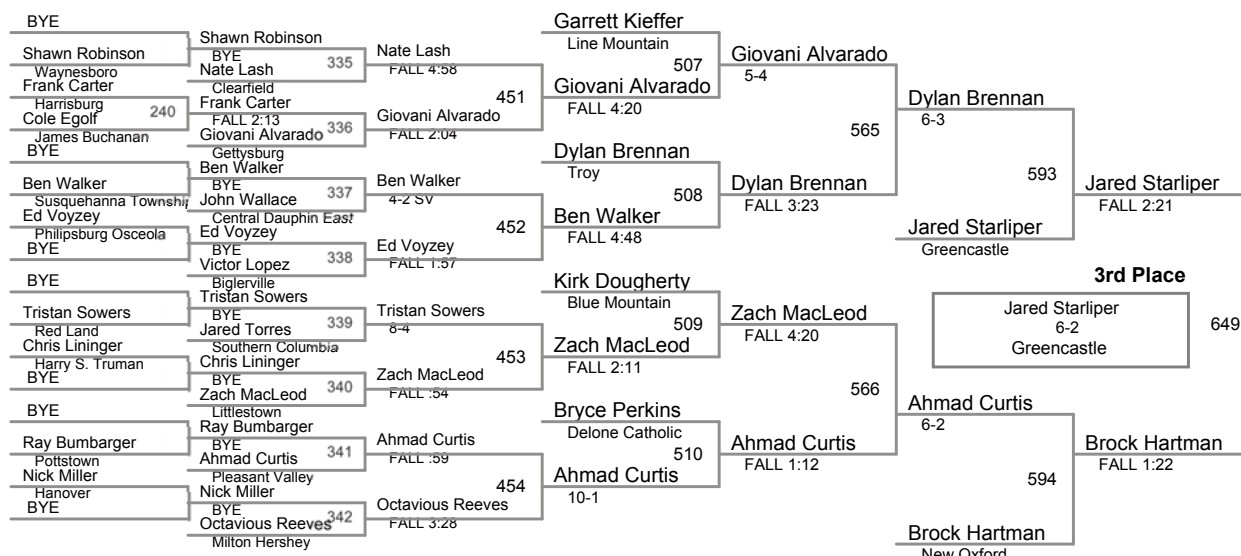 BYE
Shawn Robinson
Waynesboro
Frank Carter
Harrisburg
240
Cole Egolf
James Buchanan
BYE
Ben Walker
Susquehanna Township
Ed Voyzey
Philipsburg Osceola
BYE
BYE
Tristan Sowers
Red Land
Chris Lininger
Harry S. Truman
BYE
BYE
Ray Bumbarger
Pottstown
Nick Miller
Hanover
BYE
Shawn Robinson
BYE
335
Nate Lash
Clearfield
Frank Carter
FALL 2:13
336
Giovani Alvarado
Gettysburg
Ben Walker
BYE
337
John Wallace
Central Dauphin East
Ed Voyzey
BYE
338
Victor Lopez
Biglerville
Tristan Sowers
BYE
339
Jared Torres
Southern Columbia
Chris Lininger
BYE
340
Zach MacLeod
Littlestown
Ray Bumbarger
BYE
341
Ahmad Curtis
Pleasant Valley
Nick Miller
BYE
342
Octavious Reeves
Milton Hershey
Nate Lash
FALL 4:58
451
Giovani Alvarado
FALL 2:04
Ben Walker
4-2 SV
452
Ed Voyzey
FALL 1:57
Tristan Sowers
8-4
453
Zach MacLeod
FALL :54
Ahmad Curtis
FALL :59
454
Octavious Reeves
FALL 3:28
Garrett Kieffer
Line Mountain
507
Giovani Alvarado
FALL 4:20
Dylan Brennan
Troy
508
Ben Walker
FALL 4:48
Kirk Dougherty
Blue Mountain
509
Zach MacLeod
FALL 2:11
Bryce Perkins
Delone Catholic
510
Ahmad Curtis
10-1
Giovani Alvarado
5-4
565
Dylan Brennan
FALL 3:23
Zach MacLeod
FALL 4:20
566
Ahmad Curtis
FALL 1:12
Dylan Brennan
6-3
593
Jared Starliper
Greencastle
Ahmad Curtis
6-2
594
Brock Hartman
New Oxford
Jared Starliper
FALL 2:21
3rd Place
Jared Starliper
6-2
Greencastle
649
Brock Hartman
FALL 1:22